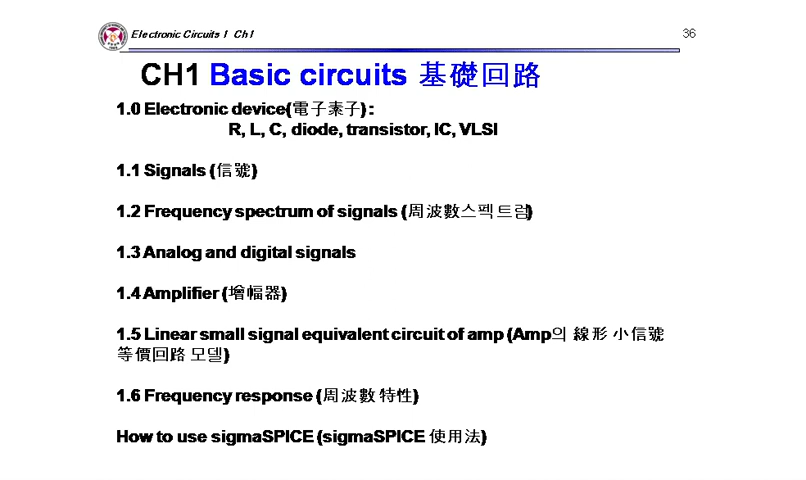 Electronic Circuits 1 Ch1
36
CH1 Basic circuits 基礎回路
1.0 Electronic device(電子素子) :
R, L, C, diode, transistor, IC, VLSI
1.1 Signals (信號)
1.2 Frequency spectrum of signals (周波數스펙트럼)
1.3 Analog and digital signals
1.4 Amplifier (增幅器)
1.5 Linear small signal equivalent circuit of amp (Amp의 線形 小信號
等價回路 모델)
1.6 Frequency response (周波數 特性)
How to use sigmaSPICE (sigmaSPICE 使用法)